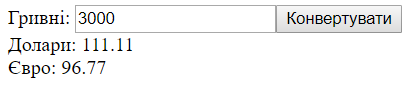 Гривні: 3000 Конвертувати
Долари: 111.11
Євро: 96.77